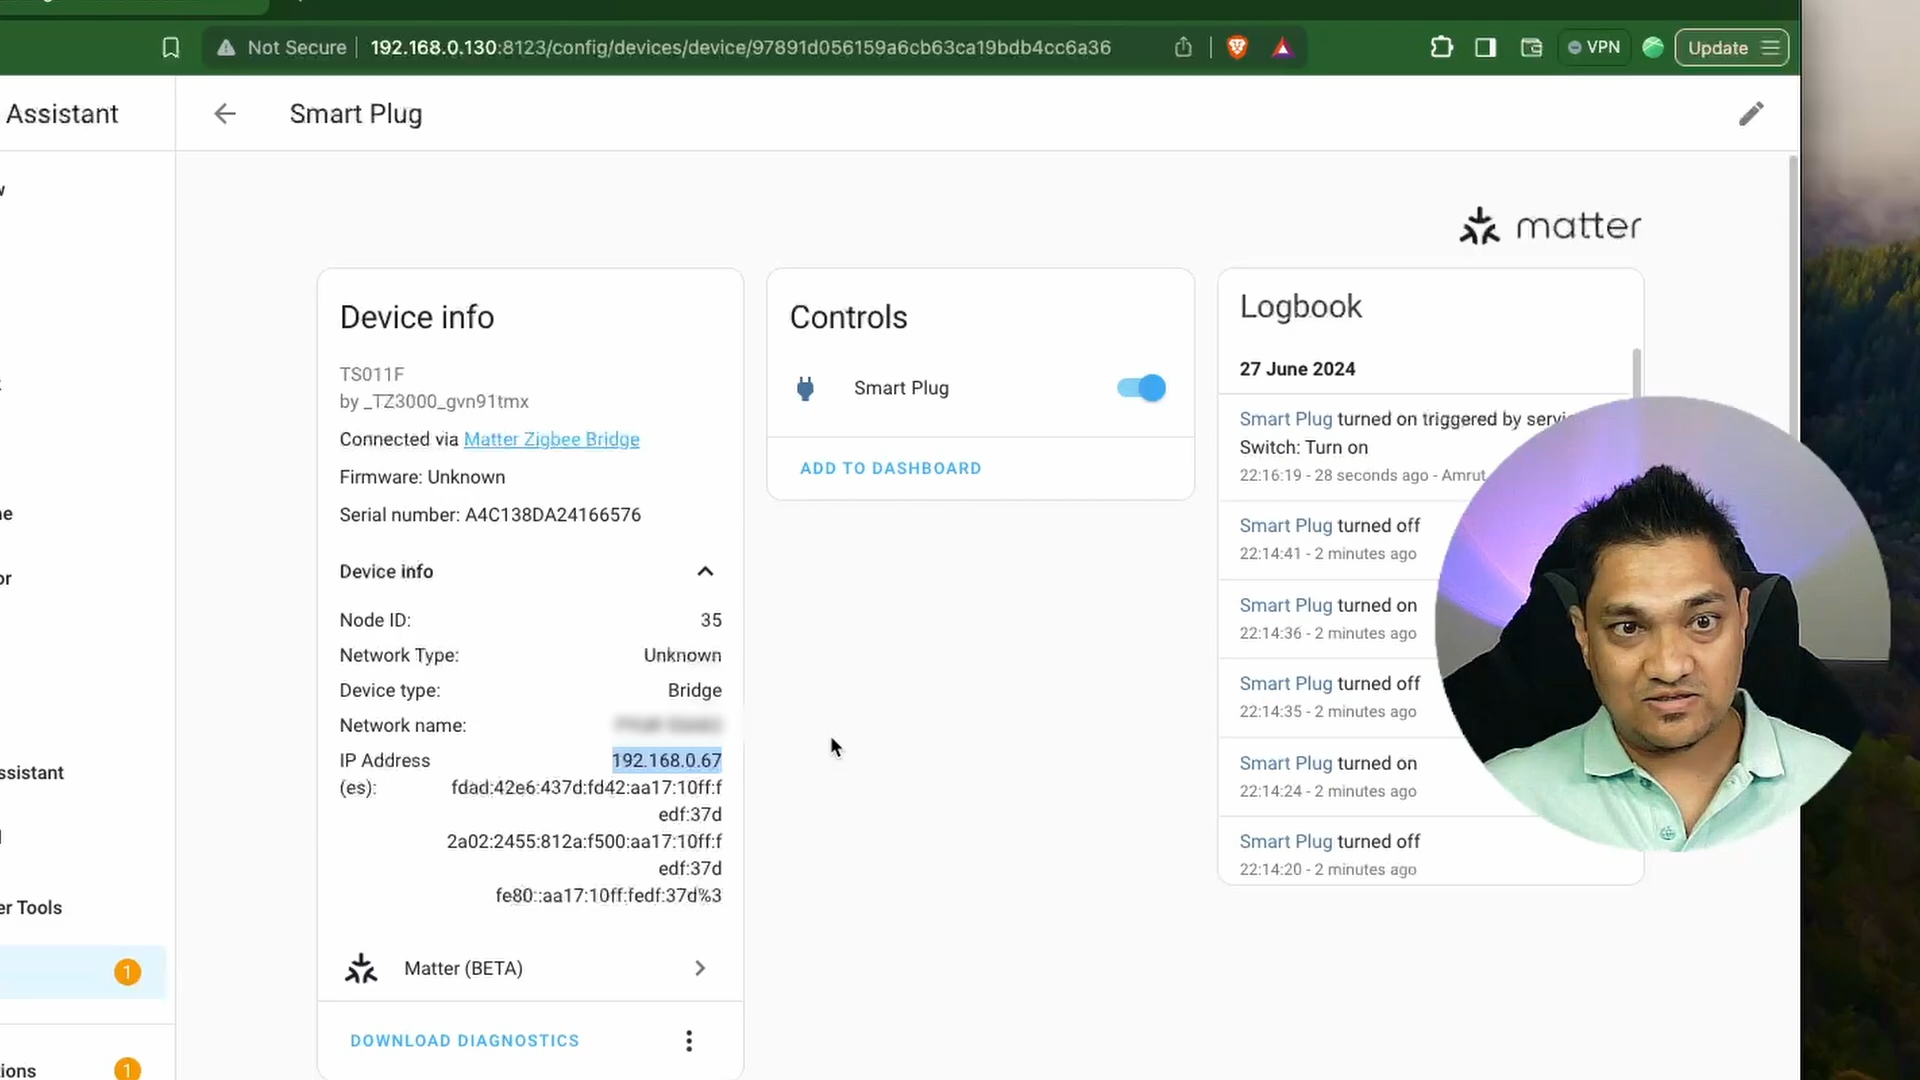 Not Secure
192.168.0.130:8123/config/devices/device/97891d056159a6cb63ca19bdb4cc6a36
VPN
Update
Assistant
Smart Plug
matter
Device info
TS011F
by _TZ3000_gvn91tmx
Connected via Matter Zigbee Bridge
Firmware: Unknown
Serial number: A4C138DA24166576
Device info
Node ID: 35
Network Type: Unknown
Device type: Bridge
Network name:
IP Address 192.168.0.67
(es): fdad:42e6:437d:fd42:aa17:10ff:f
edf:37d
2a02:2455:812a:f500:aa17:10ff:f
edf:37d
fe80::aa17:10ff:fedf:37d%3
Matter (BETA)
DOWNLOAD DIAGNOSTICS
Controls
Smart Plug
ADD TO DASHBOARD
Logbook
27 June 2024
Smart Plug turned on triggered by servi
Switch: Turn on
22:16:19 - 28 seconds ago - Amrut
Smart Plug turned off
22:14:41 - 2 minutes ago
Smart Plug turned on
22:14:36 - 2 minutes ago
Smart Plug turned off
22:14:35 - 2 minutes ago
Smart Plug turned on
22:14:24 - 2 minutes ago
Smart Plug turned off
22:14:20 - 2 minutes ago
ssistant
er Tools
1
ions
1